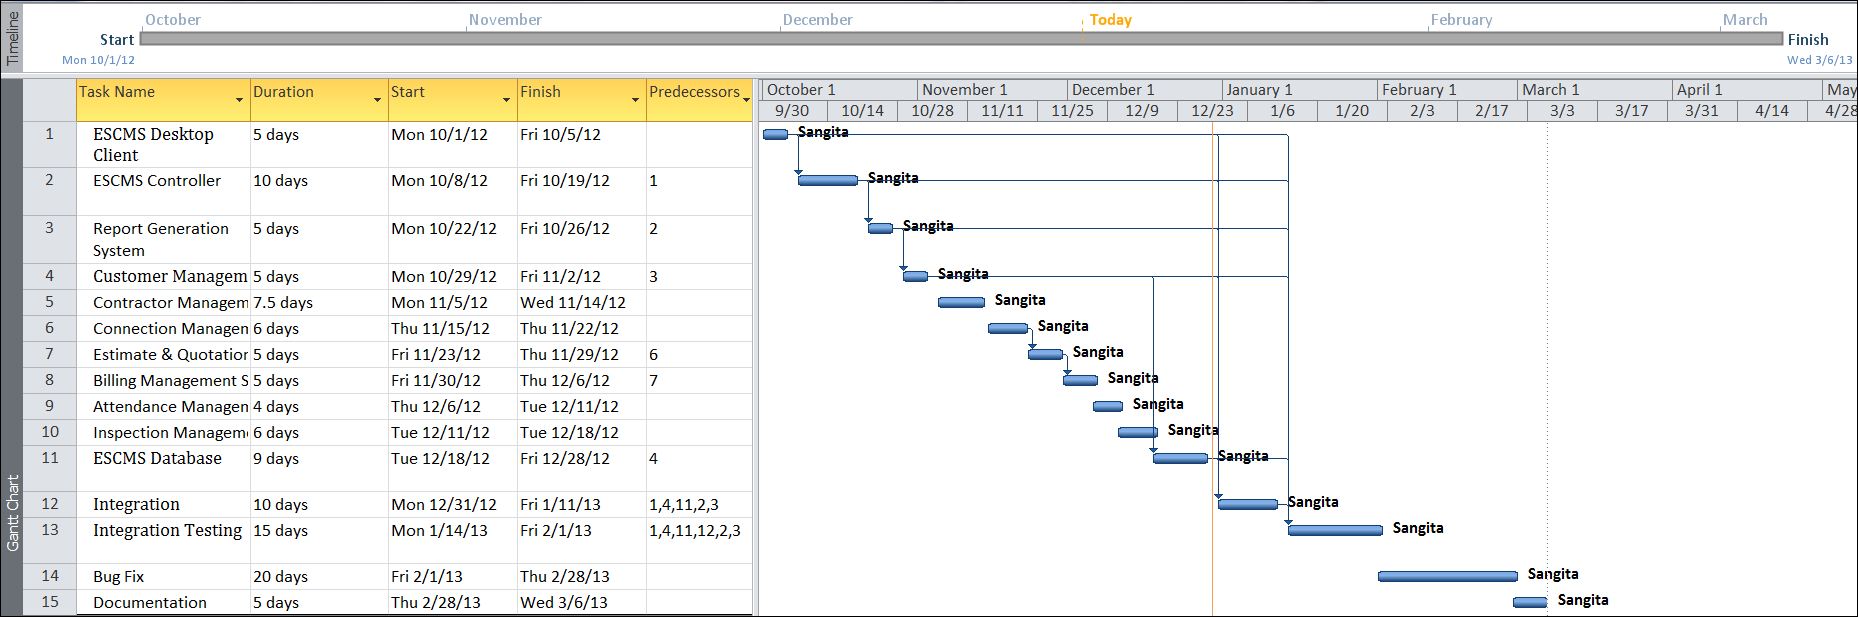 Timeline
October November December Today February March
Start
Mon 10/1/12
Finish
Wed 3/6/13
Gantt Chart
Task Name Duration Start Finish Predecessors
October 1 November 1 December 1 January 1 February 1 March 1 April 1 May
9/30 10/14 10/28 11/11 11/25 12/9 12/23 1/6 1/20 2/3 2/17 3/3 3/17 3/31 4/14 4/28
1 ESCMS Desktop 5 days Mon 10/1/12 Fri 10/5/12 Sangita
Client
2 ESCMS Controller 10 days Mon 10/8/12 Fri 10/19/12 1 Sangita
3 Report Generation 5 days Mon 10/22/12 Fri 10/26/12 2 Sangita
System
4 Customer Managem 5 days Mon 10/29/12 Fri 11/2/12 3 Sangita
5 Contractor Managem 7.5 days Mon 11/5/12 Wed 11/14/12 Sangita
6 Connection Managen 6 days Thu 11/15/12 Thu 11/22/12 Sangita
7 Estimate & Quotation 5 days Fri 11/23/12 Thu 11/29/12 6 Sangita
8 Billing Management S 5 days Fri 11/30/12 Thu 12/6/12 7 Sangita
9 Attendance Managen 4 days Thu 12/6/12 Tue 12/11/12 Sangita
10 Inspection Manageme 6 days Tue 12/11/12 Tue 12/18/12 Sangita
11 ESCMS Database 9 days Tue 12/18/12 Fri 12/28/12 4 Sangita
12 Integration 10 days Mon 12/31/12 Fri 1/11/13 1,4,11,2,3 Sangita
13 Integration Testing 15 days Mon 1/14/13 Fri 2/1/13 1,4,11,12,2,3 Sangita
14 Bug Fix 20 days Fri 2/1/13 Thu 2/28/13 Sangita
15 Documentation 5 days Thu 2/28/13 Wed 3/6/13 Sangita